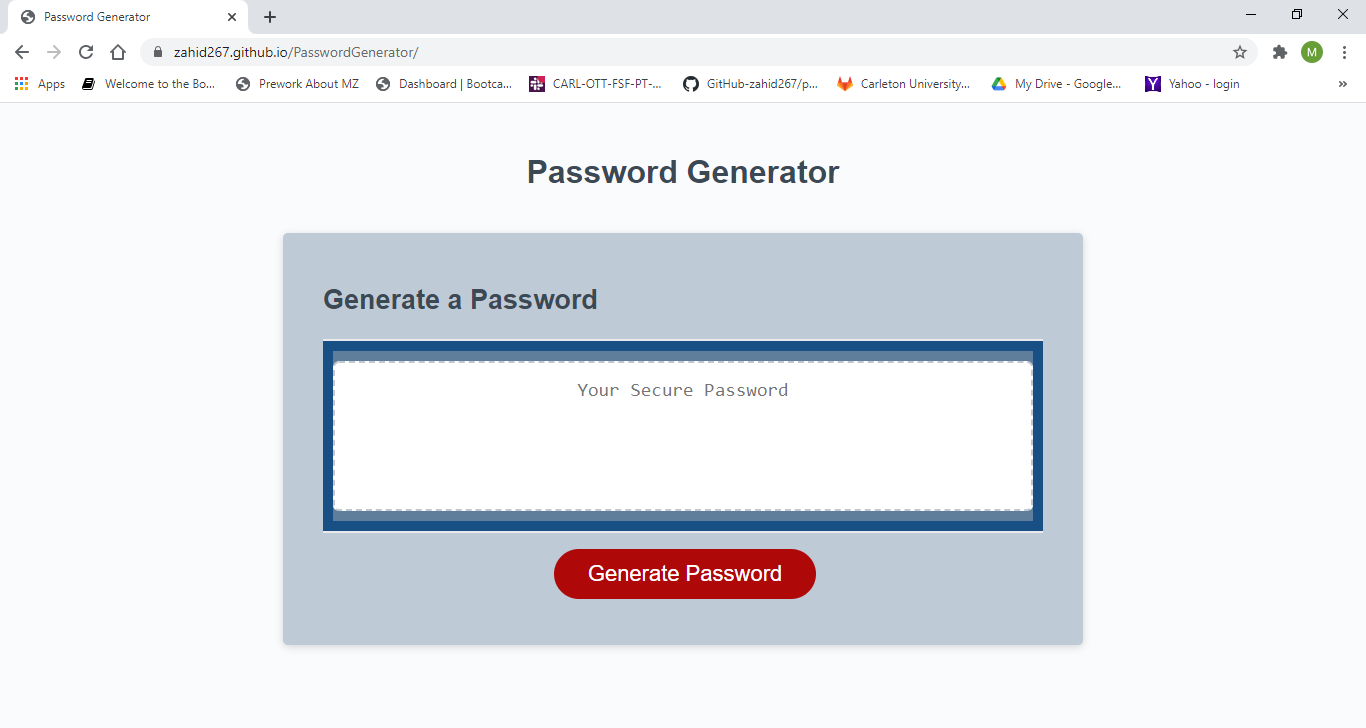 Password Generator
zahid267.github.io/PasswordGenerator/
M
Apps
Welcome to the Bo...
Prework About MZ
Dashboard | Bootca...
CARL-OTT-FSF-PT-...
GitHub-zahid267/p...
Carleton University...
My Drive - Google...
Yahoo - login
»
Password Generator
Generate a Password
Your Secure Password
Generate Password